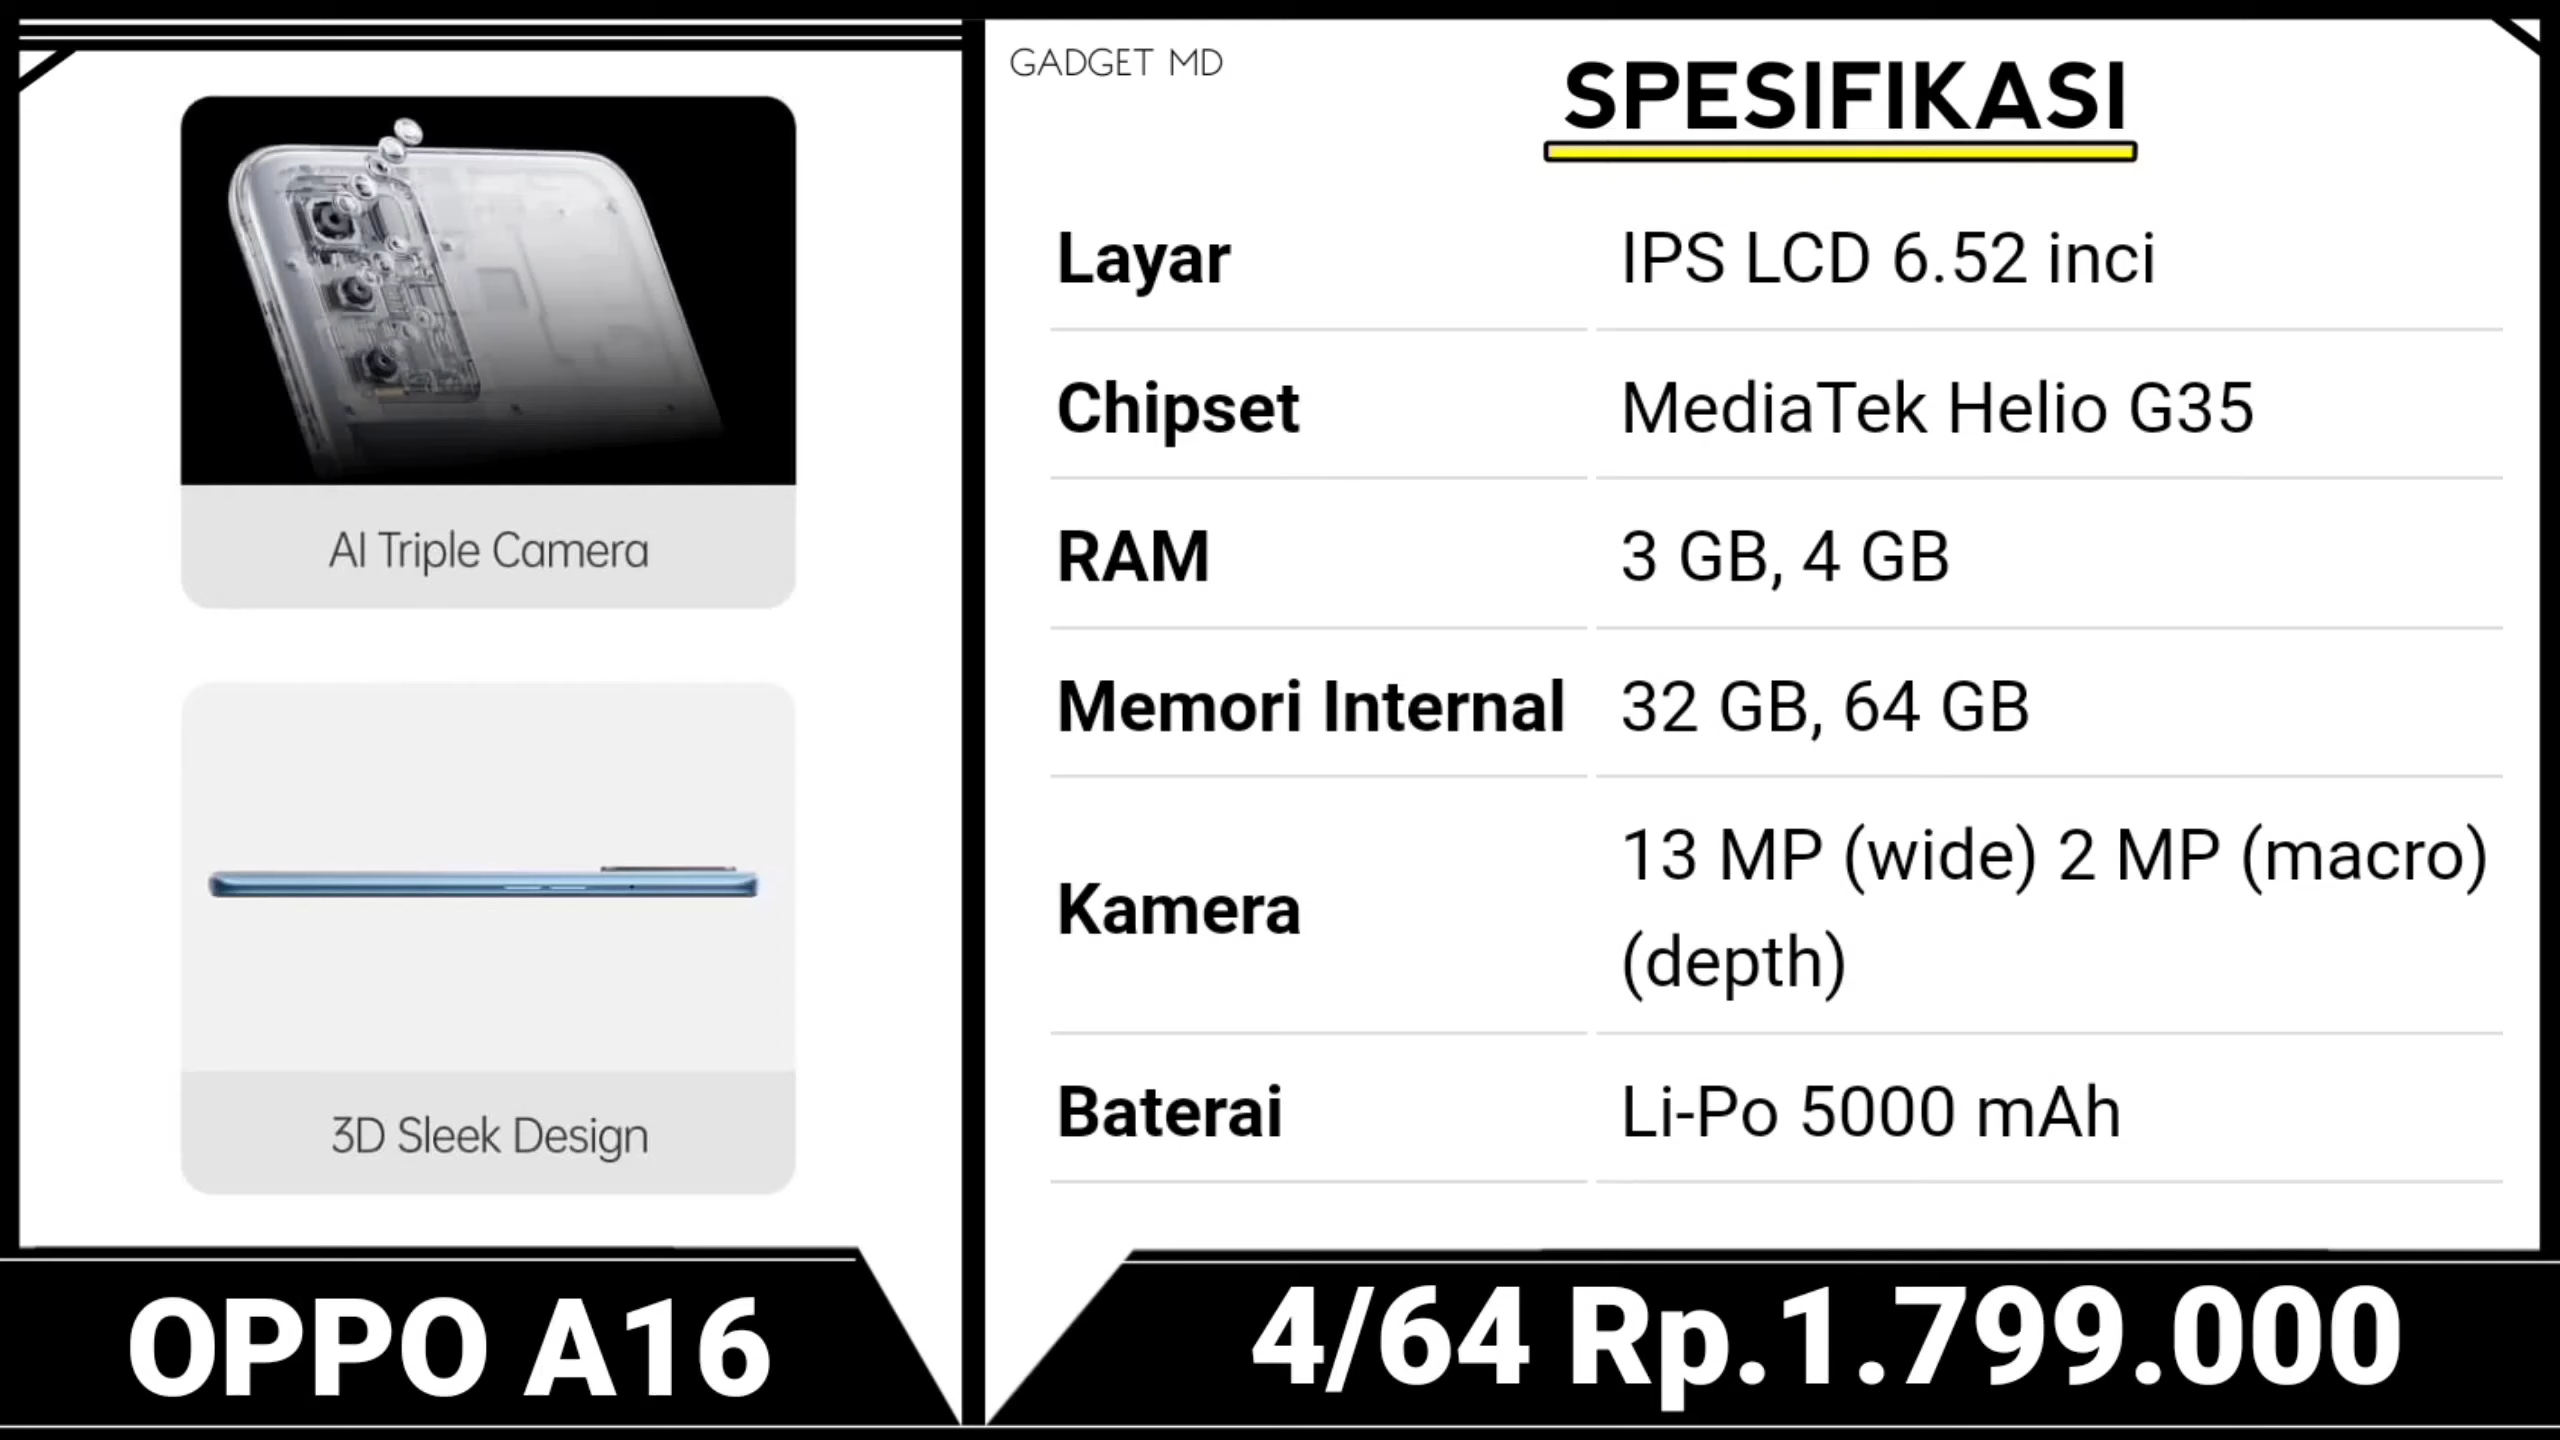 AI Triple Camera
3D Sleek Design
OPPO A16
GADGET MD
SPESIFIKASI
Layar IPS LCD 6.52 inci
Chipset MediaTek Helio G35
RAM 3 GB, 4 GB
Memori Internal 32 GB, 64 GB
Kamera 13 MP (wide) 2 MP (macro)
(depth)
Baterai Li-Po 5000 mAh
4/64 Rp.1.799.000